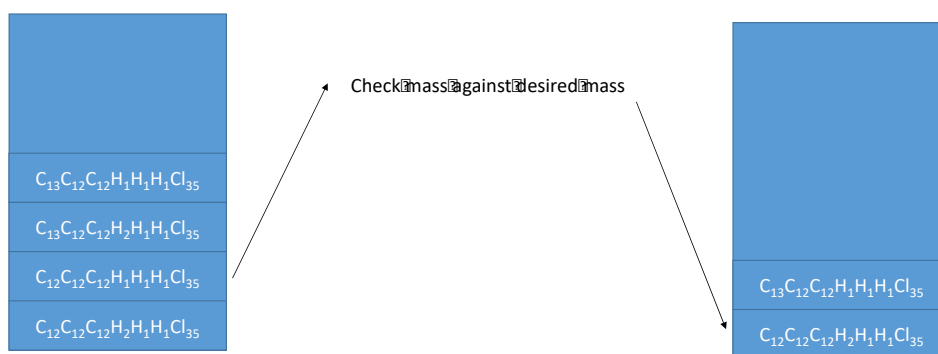 Check mass against desired mass
C₁₃C₁₂C₁₂H₁H₁H₁Cl₃₅
C₁₃C₁₂C₁₂H₂H₁H₁Cl₃₅
C₁₂C₁₂C₁₂H₁H₁H₁Cl₃₅
C₁₂C₁₂C₁₂H₂H₁H₁Cl₃₅
C₁₃C₁₂C₁₂H₁H₁H₁Cl₃₅
C₁₂C₁₂C₁₂H₂H₁H₁Cl₃₅